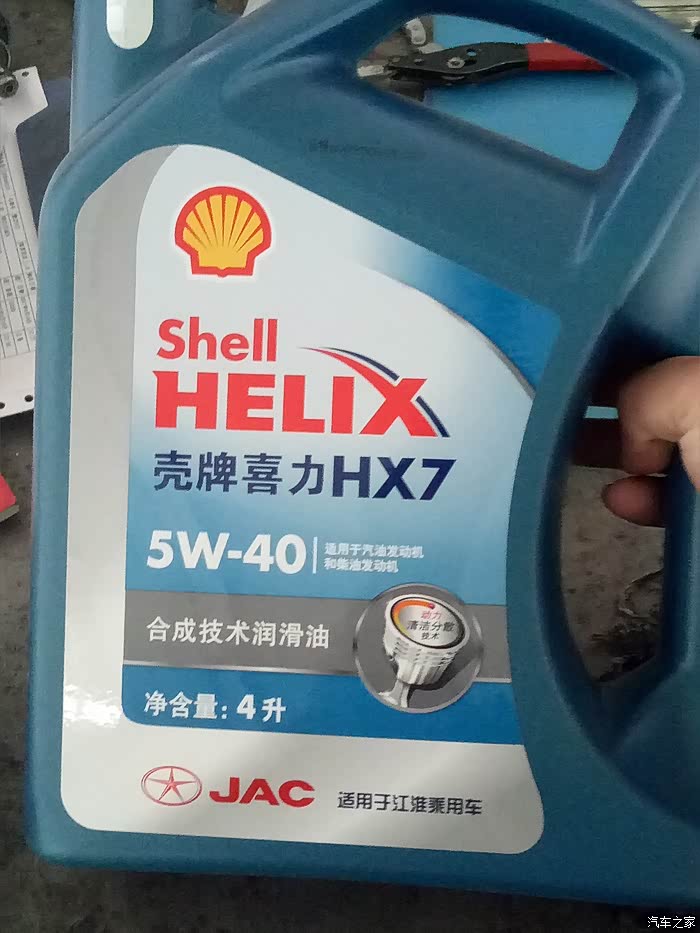 Shell
HELIX
壳牌喜力HX7
5W-40
适用于汽油发动机
和柴油发动机
动力
清洁分散
技术
合成技术润滑油
净含量: 4升
JAC 适用于江淮乘用车
汽车之家